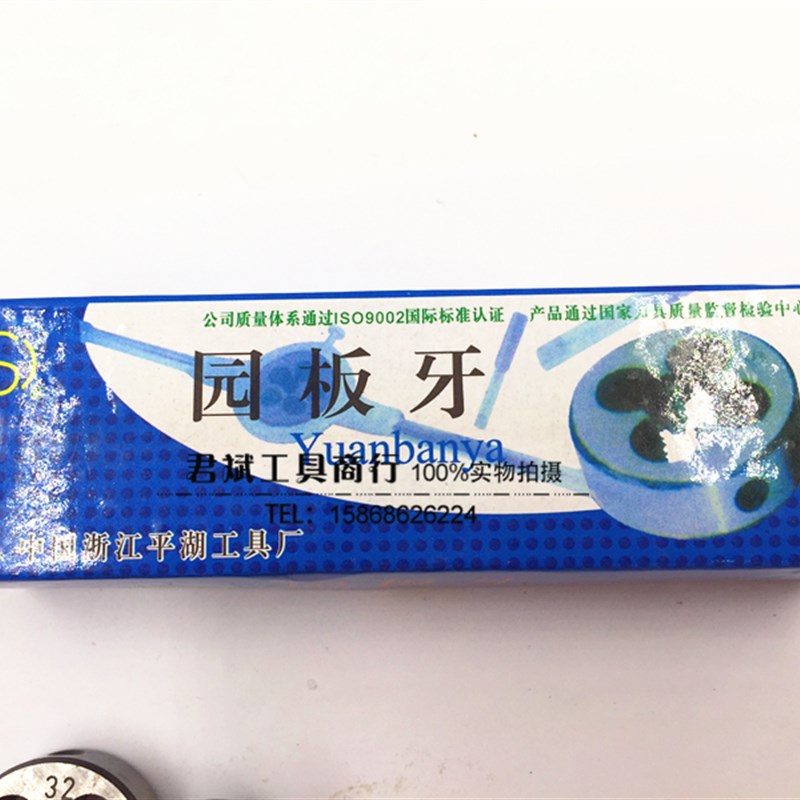 公司质量体系通过ISO9002国际标准认证 产品通过国家刀具质量监督检验中心
园板牙
Yuanbanya
君斌工具商行 100%实物拍摄
TEL: 15868626224
中国浙江平湖工具厂
32